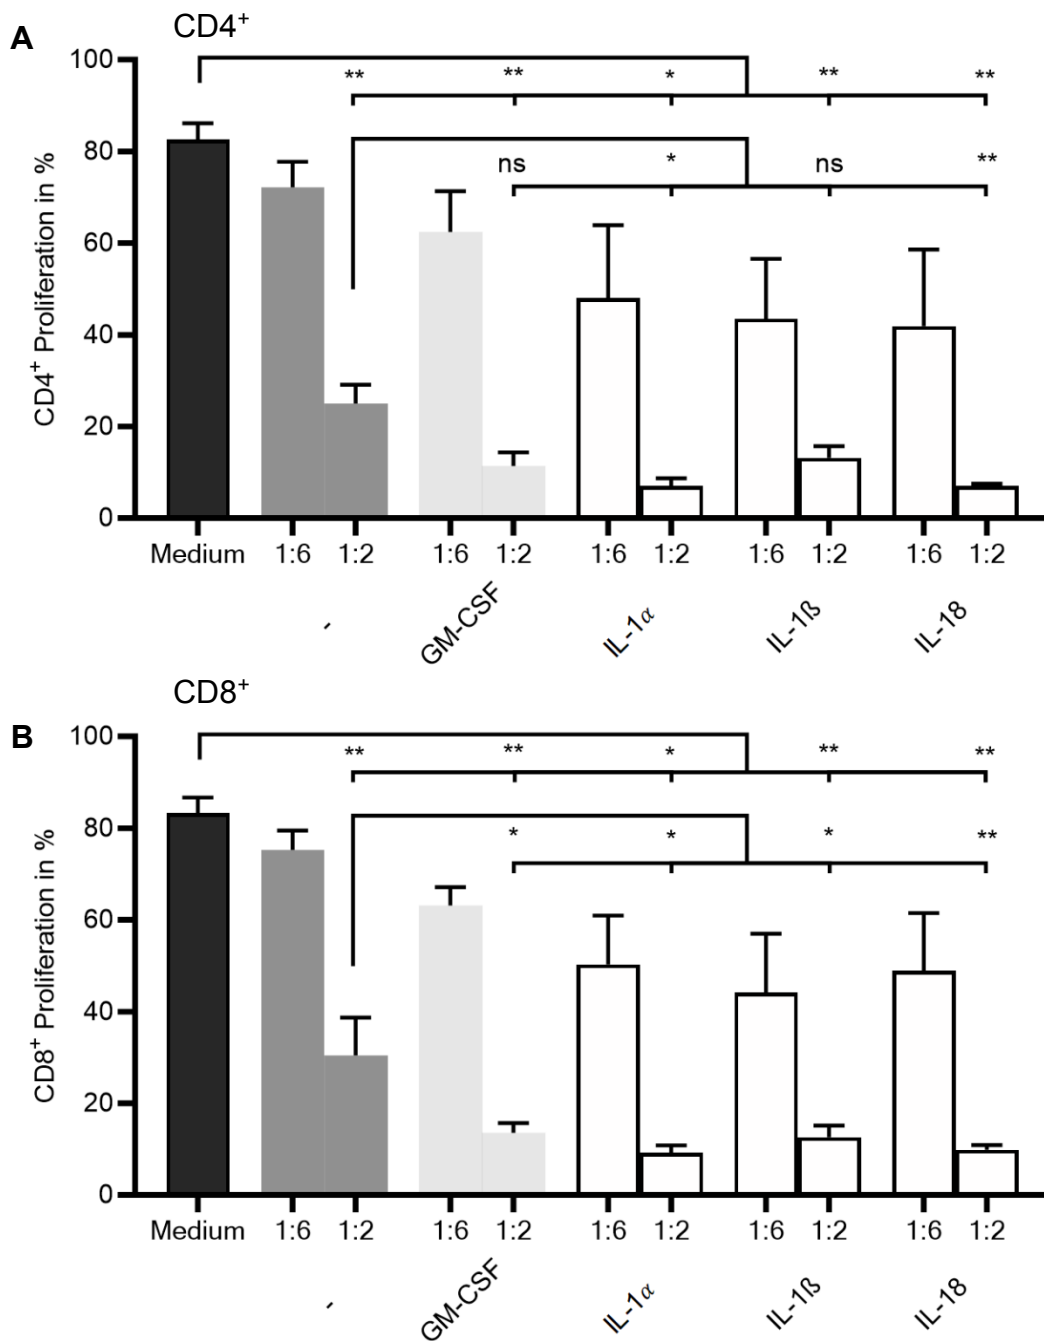 A
CD4⁺
CD4⁺ Proliferation in %
100
80
60
40
20
0
** ** * ** **
ns * ns **
Medium 1:6 1:2 1:6 1:2 1:6 1:2 1:6 1:2 1:6 1:2
- GM-CSF IL-1α IL-1ß IL-18
B
CD8⁺
CD8⁺ Proliferation in %
100
80
60
40
20
0
** ** * ** **
* * * **
Medium 1:6 1:2 1:6 1:2 1:6 1:2 1:6 1:2 1:6 1:2
- GM-CSF IL-1α IL-1ß IL-18